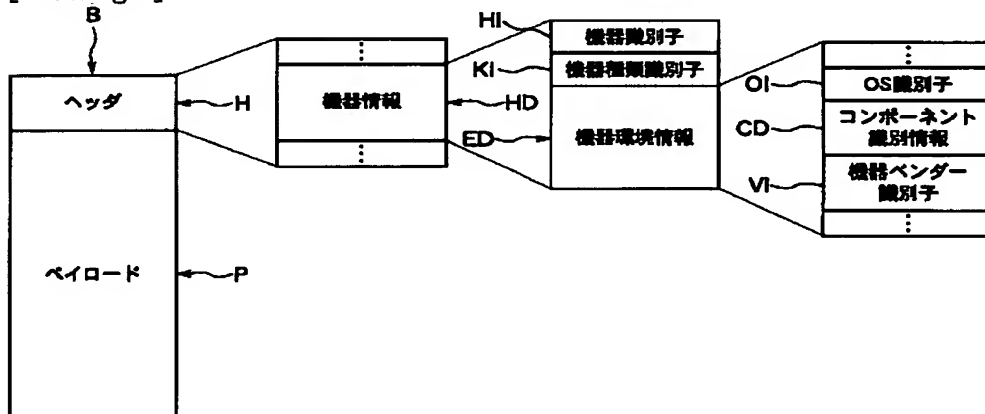 B
ヘッダ
H
ペイロード
P
⋮
機器情報
HD
⋮
HI
機器識別子
KI
機器種類識別子
ED
機器環境情報
⋮
OI
OS識別子
CD
コンポーネント
識別情報
VI
機器ベンダー
識別子
⋮